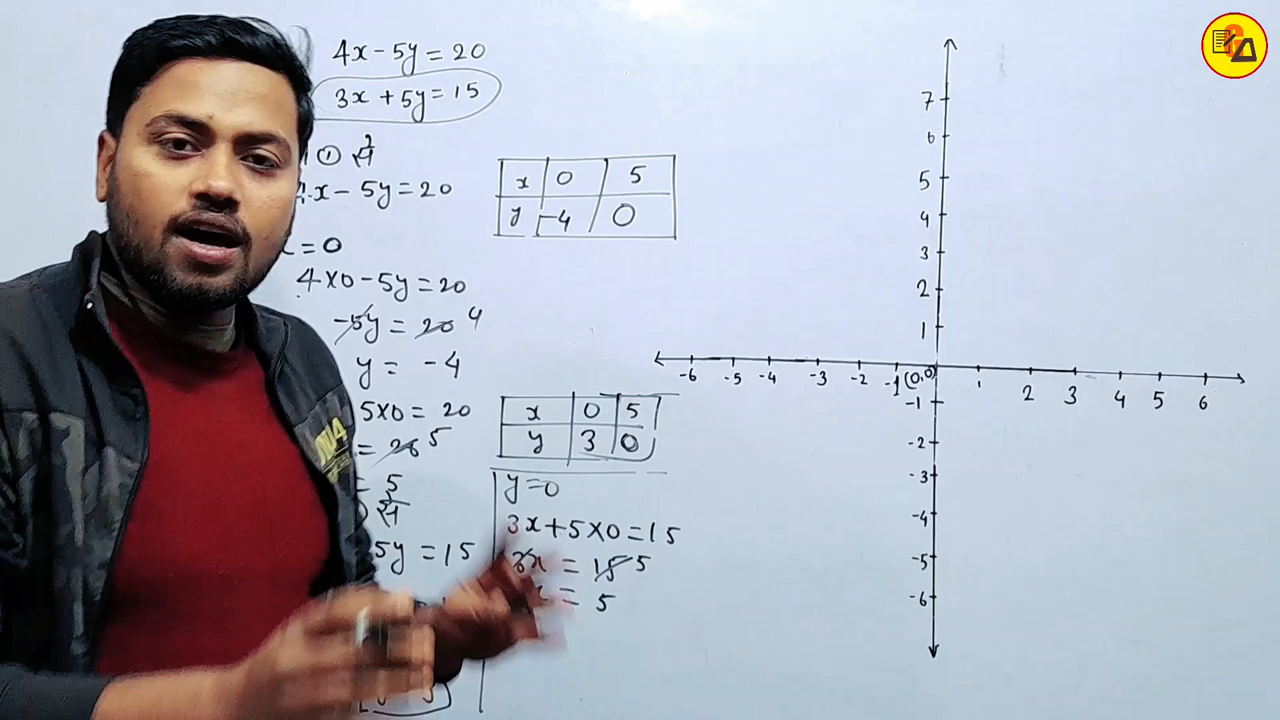 4x - 5y = 20
3x + 5y = 15
① से
x - 5y = 20
= 0
4×0 - 5y = 20
-5y = 20 4
y = -4
5×0 = 20
= 20 5
= 5
से
5y = 15
x 0 5
y -4 0
x 0 5
y 3 0
y = 0
3x + 5×0 = 15
3x = 15 5
= 5
7
6
5
4
3
2
1
-6 -5 -4 -3 -2 -1 (0,0) 1 2 3 4 5 6
-1
-2
-3
-4
-5
-6